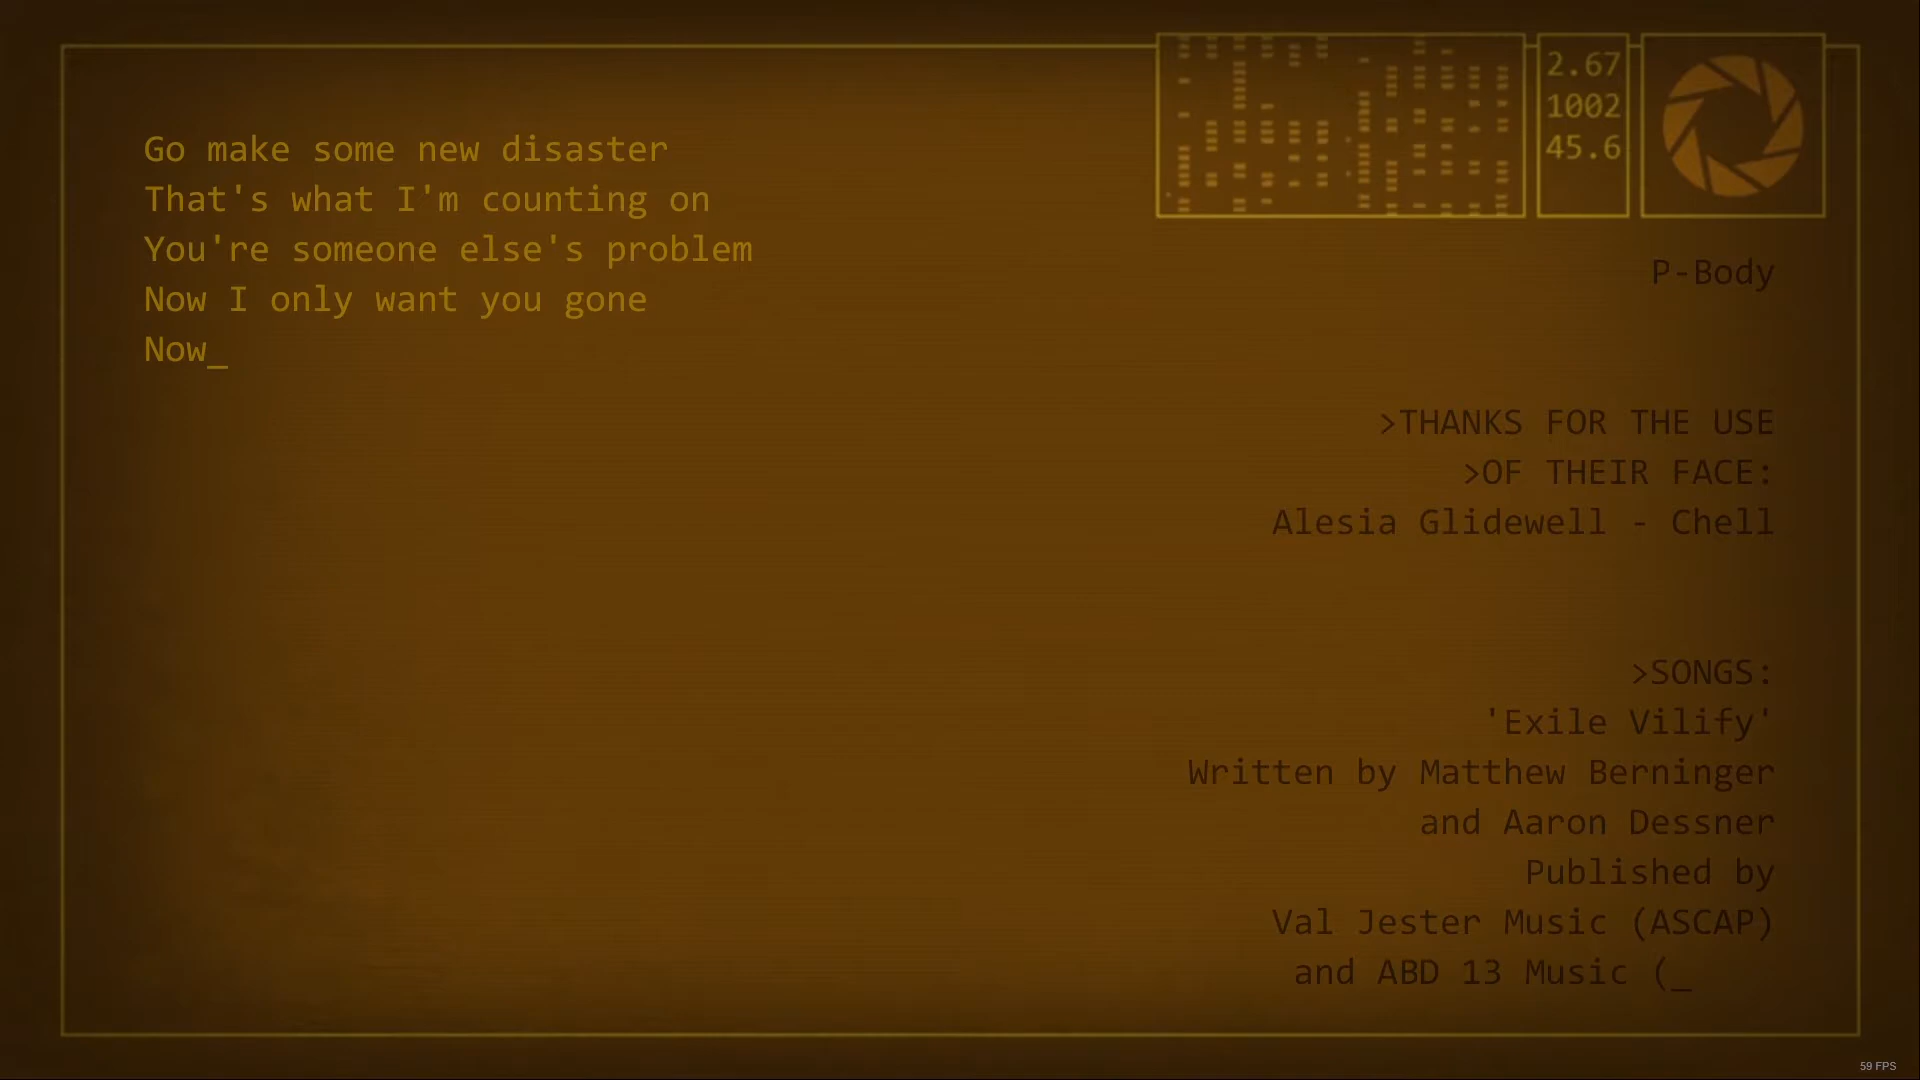 Go make some new disaster
That's what I'm counting on
You're someone else's problem
Now I only want you gone
Now_
2.67
1002
45.6
P-Body
>THANKS FOR THE USE
>OF THEIR FACE:
Alesia Glidewell - Chell
>SONGS:
'Exile Vilify'
Written by Matthew Berninger
and Aaron Dessner
Published by
Val Jester Music (ASCAP)
and ABD 13 Music (_
59 FPS